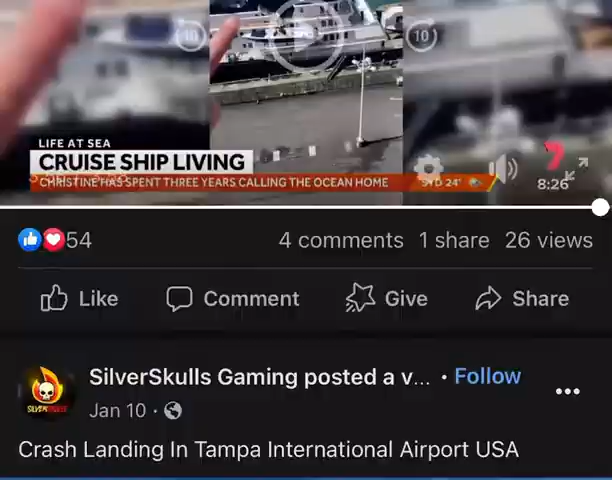 10
10
LIFE AT SEA
CRUISE SHIP LIVING
CHRISTINE HAS SPENT THREE YEARS CALLING THE OCEAN HOME
SYD 24°
8:26
54
4 comments 1 share 26 views
Like Comment Give Share
SilverSkulls Gaming posted a v... • Follow
Jan 10 ·
SILVERSKULLS
Crash Landing In Tampa International Airport USA